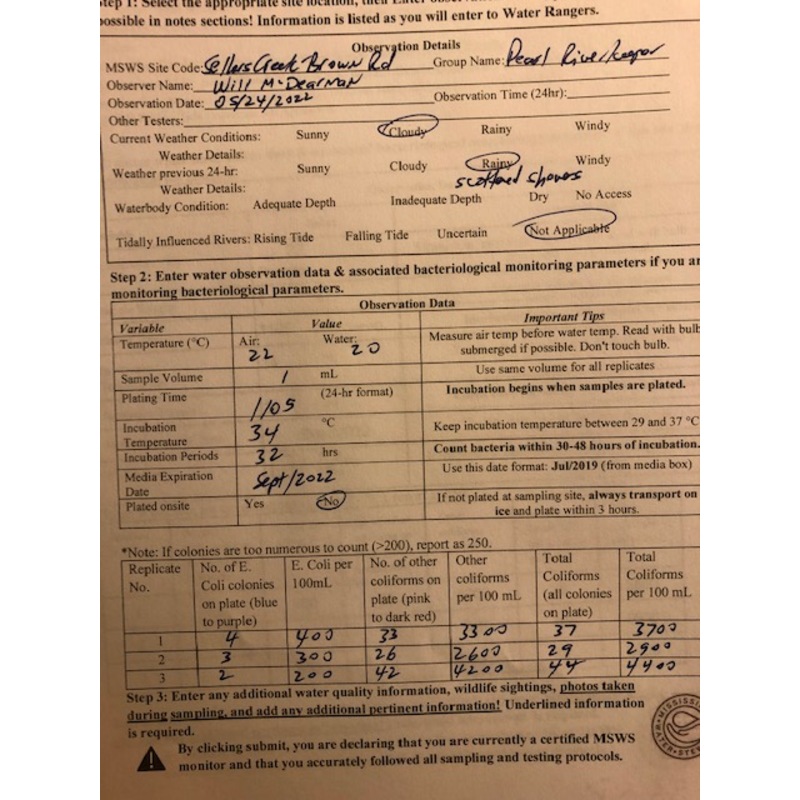 possible in notes sections! Information is listed as you will enter to Water Rangers.
Observation Details
MSWS Site Code: Sellers Creek Brown Rd Group Name: Pearl Riverkeeper
Observer Name: Will McDearman
Observation Date: 05/24/2022 Observation Time (24hr):
Other Testers:
Current Weather Conditions: Sunny Cloudy Rainy Windy
Weather Details:
Weather previous 24-hr: Sunny Cloudy Rainy Windy
Weather Details: scattered showers
Waterbody Condition: Adequate Depth Inadequate Depth Dry No Access
Tidally Influenced Rivers: Rising Tide Falling Tide Uncertain Not Applicable
Step 2: Enter water observation data & associated bacteriological monitoring parameters if you ar
monitoring bacteriological parameters.
Observation Data
Variable Value Important Tips
Temperature (°C) Air: 22 Water: 20 Measure air temp before water temp. Read with bulb
submerged if possible. Don't touch bulb.
Sample Volume 1 mL Use same volume for all replicates
Plating Time 1105 (24-hr format) Incubation begins when samples are plated.
Incubation
Temperature 34 °C Keep incubation temperature between 29 and 37 °C
Incubation Periods 32 hrs Count bacteria within 30-48 hours of incubation.
Media Expiration
Date Sept/2022 Use this date format: Jul/2019 (from media box)
Plated onsite Yes No If not plated at sampling site, always transport on
ice and plate within 3 hours.
*Note: If colonies are too numerous to count (>200), report as 250.
Replicate No. of E. E. Coli per No. of other Other Total Total
No. Coli colonies 100mL coliforms on coliforms Coliforms Coliforms
on plate (blue plate (pink per 100 mL (all colonies per 100 mL
to purple) to dark red) on plate)
1 4 400 33 3300 37 3700
2 3 300 26 2600 29 2900
3 2 200 42 4200 44 4400
Step 3: Enter any additional water quality information, wildlife sightings, photos taken
during sampling, and add any additional pertinent information! Underlined information
is required.
By clicking submit, you are declaring that you are currently a certified MSWS
monitor and that you accurately followed all sampling and testing protocols.